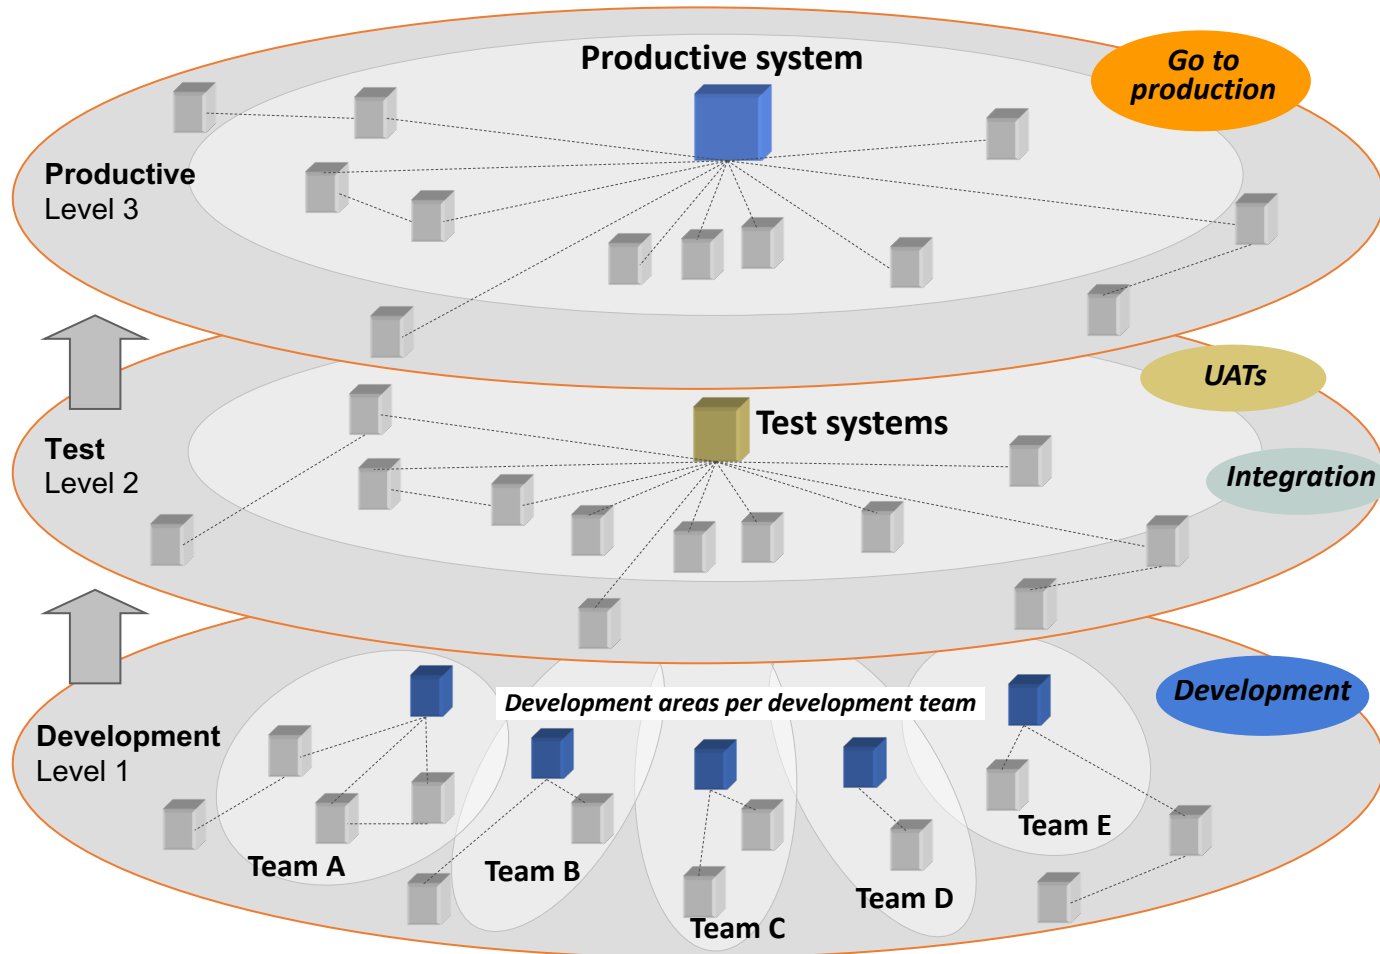 Productive system
Go to
production
Productive
Level 3
UATs
Test systems
Test
Level 2
Integration
Development areas per development team
Development
Development
Level 1
Team A
Team B
Team C
Team D
Team E